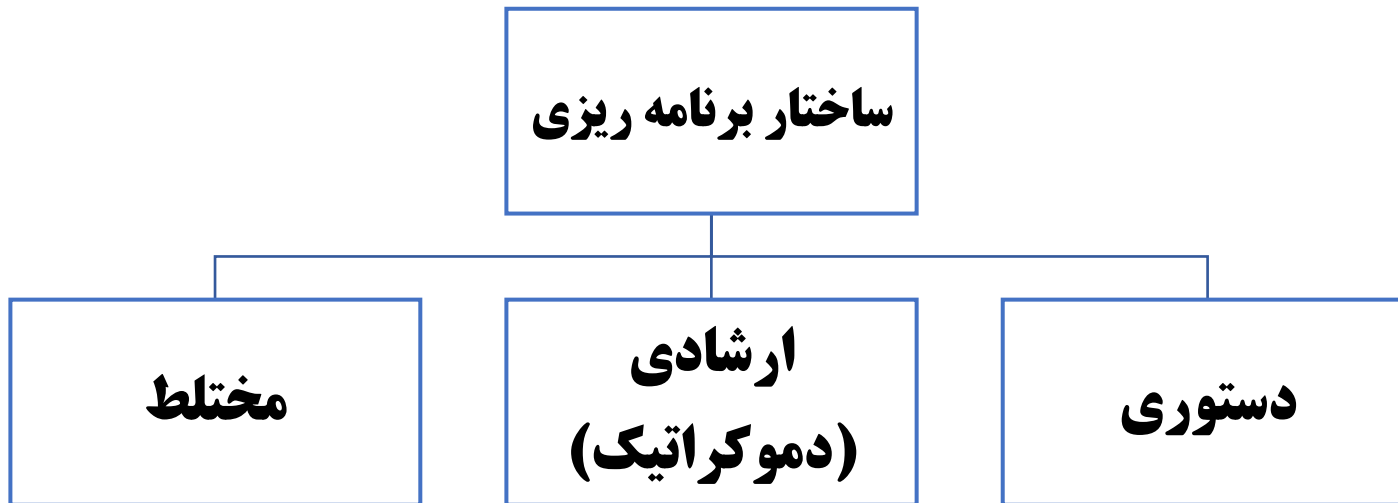 ساختار برنامه ریزی
دستوری
ارشادی
(دموکراتیک)
مختلط